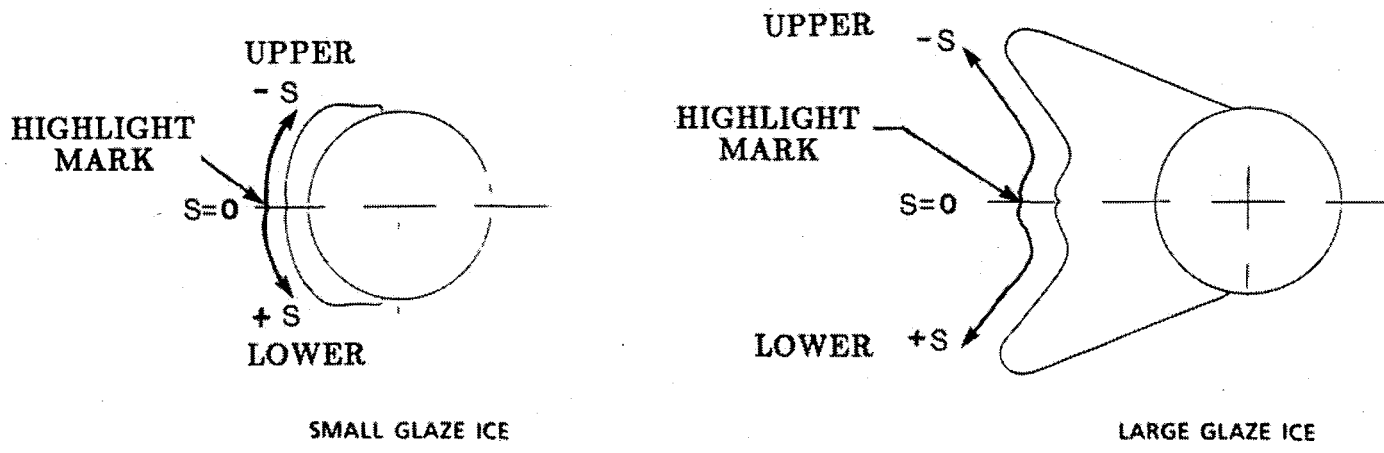 UPPER
- S
HIGHLIGHT
MARK
S=0
+ S
LOWER
SMALL GLAZE ICE
UPPER
-S
HIGHLIGHT
MARK
S=0
LOWER
+S
LARGE GLAZE ICE